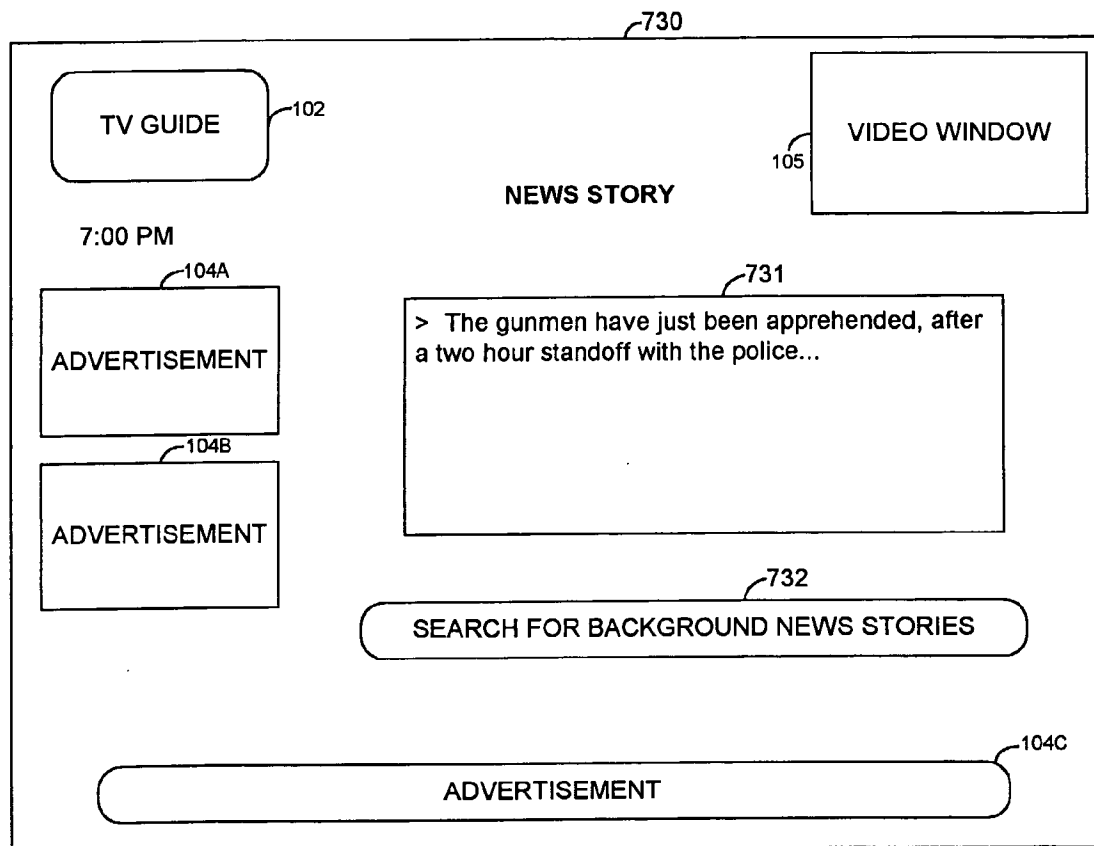 730
TV GUIDE
102
VIDEO WINDOW
105
NEWS STORY
7:00 PM
104A
ADVERTISEMENT
731
> The gunmen have just been apprehended, after
a two hour standoff with the police...
104B
ADVERTISEMENT
732
SEARCH FOR BACKGROUND NEWS STORIES
104C
ADVERTISEMENT